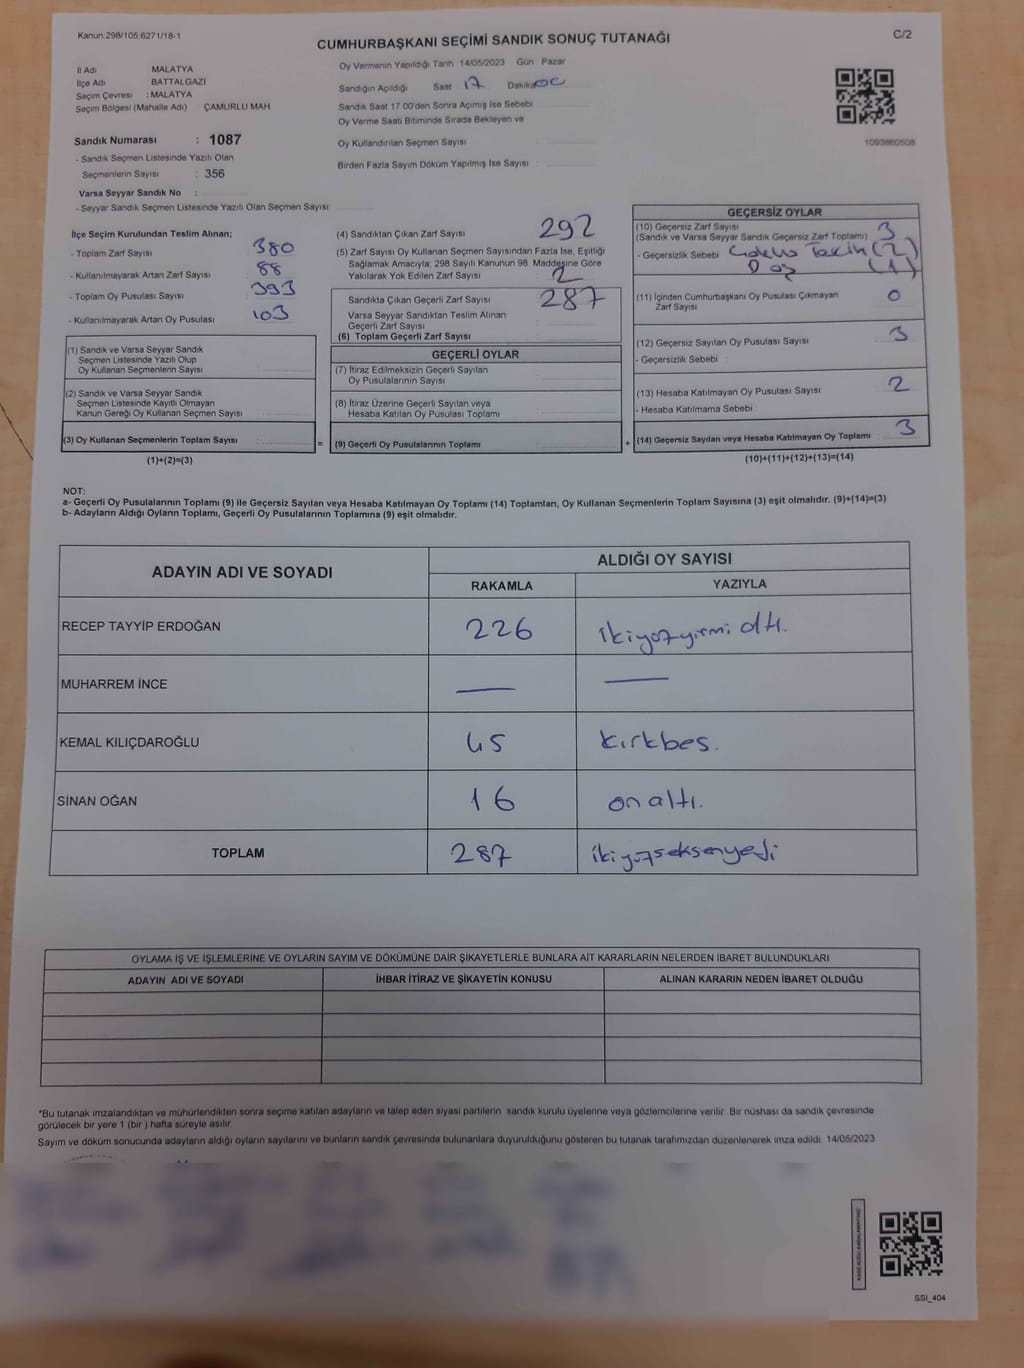 Kanun:298/105,6271/18-1
C/2
CUMHURBAŞKANI SEÇİMİ SANDIK SONUÇ TUTANAĞI
İl Adı MALATYA
İlçe Adı : BATTALGAZI
Seçim Çevresi : MALATYA
Seçim Bölgesi (Mahalle Adı) ÇAMURLU MAH
Sandık Numarası : 1087
- Sandık Seçmen Listesinde Yazılı Olan
Seçmenlerin Sayısı : 356
Varsa Seyyar Sandık No :
- Seyyar Sandık Seçmen Listesinde Yazılı Olan Seçmen Sayısı
Oy Vermenin Yapıldığı Tarih 14/05/2023 Gün Pazar
Sandığın Açıldığı Saat 17 Dakika 00
Sandık Saat 17:00'den Sonra Açımış İse Sebebi
Oy Verme Saati Bitiminde Sırada Bekleyen ve
Oy Kullandırılan Seçmen Sayısı
Birden Fazla Sayım Döküm Yapılmış İse Sayısı
1093860508
İlçe Seçim Kurulundan Teslim Alınan;
- Toplam Zarf Sayısı 380
- Kullanılmayarak Artan Zarf Sayısı 88
- Toplam Oy Pusulası Sayısı 393
- Kullanılmayarak Artan Oy Pusulası 103
(1) Sandık ve Varsa Seyyar Sandık
Seçmen Listesinde Yazılı Olup
Oy Kullanan Seçmenlerin Sayısı
(2) Sandık ve Varsa Seyyar Sandık
Seçmen Listesinde Kayıtlı Olmayan
Kanun Gereği Oy Kullanan Seçmen Sayısı
(3) Oy Kullanan Seçmenlerin Toplam Sayısı :
(1)+(2)=(3)
(4) Sandıktan Çıkan Zarf Sayısı 292
(5) Zarf Sayısı Oy Kullanan Seçmen Sayısından Fazla İse, Eşitliği
Sağlamak Amacıyla; 298 Sayılı Kanunun 98. Maddesine Göre
Yakılarak Yok Edilen Zarf Sayısı 2
Sandıkta Çıkan Geçerli Zarf Sayısı 287
Varsa Seyyar Sandıktan Teslim Alınan
Geçerli Zarf Sayısı
(6) Toplam Geçerli Zarf Sayısı
GEÇERLİ OYLAR
(7) İtiraz Edilmeksizin Geçerli Sayılan
Oy Pusulalarının Sayısı
(8) İtiraz Üzerine Geçerli Sayılan veya
Hesaba Katılan Oy Pusulası Toplamı
= (9) Geçerli Oy Pusulalarının Toplamı
GEÇERSİZ OYLAR
(10) Geçersiz Zarf Sayısı 3
(Sandık ve Varsa Seyyar Sandık Geçersiz Zarf Toplamı)
- Geçersizlik Sebebi (2)
(1)
(11) İçinden Cumhurbaşkanı Oy Pusulası Çıkmayan
Zarf Sayısı 0
(12) Geçersiz Sayılan Oy Pusulası Sayısı 3
- Geçersizlik Sebebi
(13) Hesaba Katılmayan Oy Pusulası Sayısı 2
- Hesaba Katılmama Sebebi
+ (14) Geçersiz Sayılan veya Hesaba Katılmayan Oy Toplamı : 3
(10)+(11)+(12)+(13)=(14)
NOT:
a- Geçerli Oy Pusulalarının Toplamı (9) ile Geçersiz Sayılan veya Hesaba Katılmayan Oy Toplamı (14) Toplamları, Oy Kullanan Seçmenlerin Toplam Sayısına (3) eşit olmalıdır. (9)+(14)=(3)
b- Adayların Aldığı Oyların Toplamı, Geçerli Oy Pusulalarının Toplamına (9) eşit olmalıdır.
ADAYIN ADI VE SOYADI
ALDIĞI OY SAYISI
RAKAMLA YAZIYLA
RECEP TAYYİP ERDOĞAN 226 ikiyüzyirmi altı.
MUHARREM İNCE — —
KEMAL KILIÇDAROĞLU 45 kırkbeş.
SİNAN OĞAN 16 on altı.
TOPLAM 287 ikiyüzseksenyedi
OYLAMA İŞ VE İŞLEMLERİNE VE OYLARIN SAYIM VE DÖKÜMÜNE DAİR ŞİKAYETLERLE BUNLARA AİT KARARLARIN NELERDEN İBARET BULUNDUKLARI
ADAYIN ADI VE SOYADI İHBAR İTİRAZ VE ŞİKAYETİN KONUSU ALINAN KARARIN NEDEN İBARET OLDUĞU
*Bu tutanak imzalandıktan ve mühürlendikten sonra seçime katılan adayların ve talep eden siyasi partilerin sandık kurulu üyelerine veya gözlemcilerine verilir. Bir nüshası da sandık çevresinde
görülecek bir yere 1 (bir ) hafta süreyle asılır.
Sayım ve döküm sonucunda adayların aldığı oyların sayılarını ve bunların sandık çevresinde bulunanlara duyurulduğunu gösteren bu tutanak tarafımızdan düzenlenerek imza edildi. 14/05/2023
SSI_404